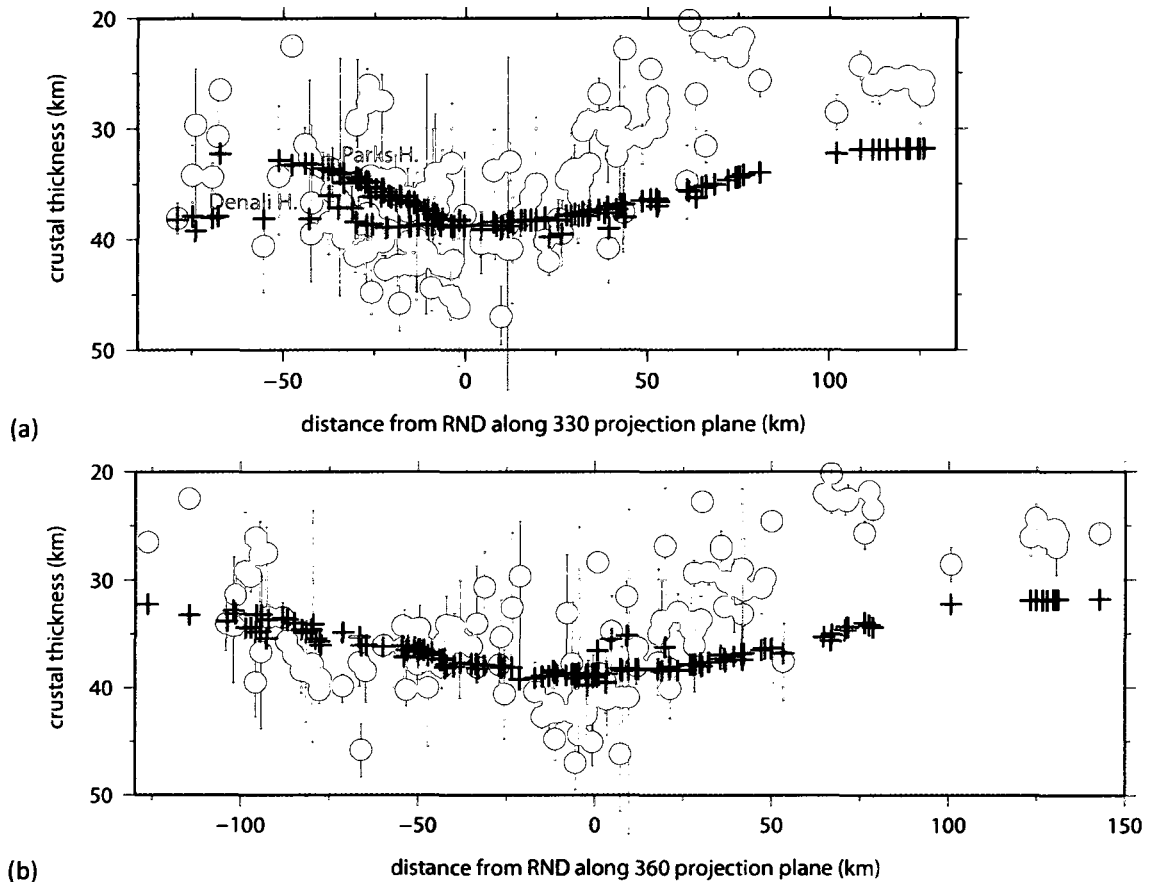 20
30
40
50
crustal thickness (km)
Parks H.
Denali H.
−50 0 50 100
(a)
distance from RND along 330 projection plane (km)
20
30
40
50
crustal thickness (km)
−100 −50 0 50 100 150
(b)
distance from RND along 360 projection plane (km)